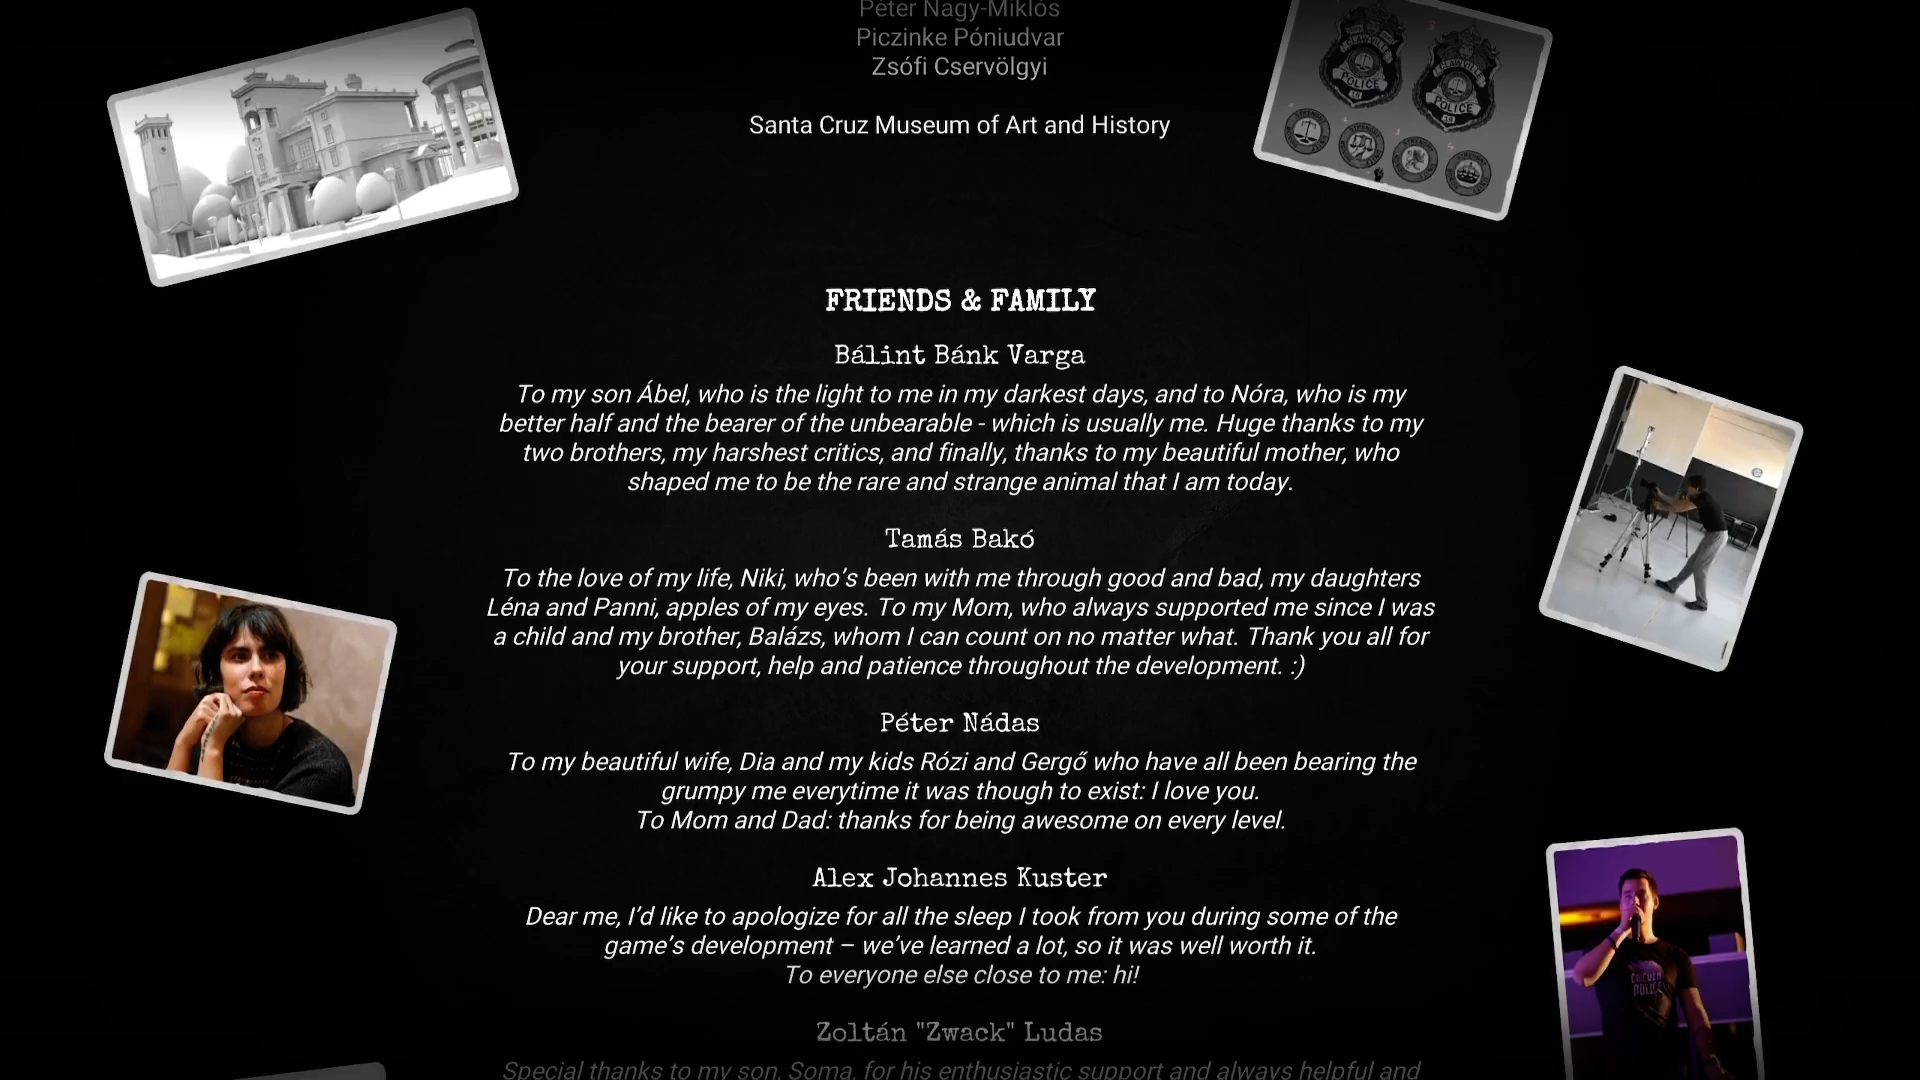 Péter Nagy-Miklós
Piczinke Póniudvar
Zsófi Cservölgyi
Santa Cruz Museum of Art and History
CLAWVILLE
POLICE
CLAWVILLE
POLICE
FRIENDS & FAMILY
Bálint Bánk Varga
To my son Ábel, who is the light to me in my darkest days, and to Nóra, who is my
better half and the bearer of the unbearable - which is usually me. Huge thanks to my
two brothers, my harshest critics, and finally, thanks to my beautiful mother, who
shaped me to be the rare and strange animal that I am today.
Tamás Bakó
To the love of my life, Niki, who’s been with me through good and bad, my daughters
Léna and Panni, apples of my eyes. To my Mom, who always supported me since I was
a child and my brother, Balázs, whom I can count on no matter what. Thank you all for
your support, help and patience throughout the development. :)
Péter Nádas
To my beautiful wife, Dia and my kids Rózi and Gergő who have all been bearing the
grumpy me everytime it was though to exist: I love you.
To Mom and Dad: thanks for being awesome on every level.
Alex Johannes Kuster
Dear me, I’d like to apologize for all the sleep I took from you during some of the
game’s development – we’ve learned a lot, so it was well worth it.
To everyone else close to me: hi!
Zoltán "Zwack" Ludas
Special thanks to my son, Soma, for his enthusiastic support and always helpful and